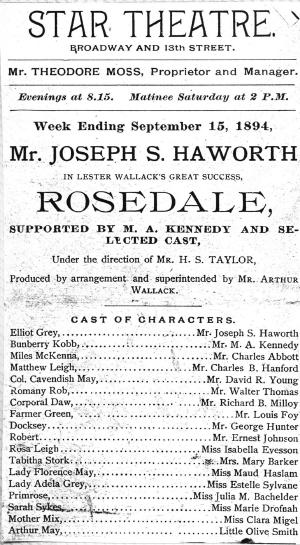 STAR THEATRE.
BROADWAY AND 13TH STREET.
Mr. THEODORE MOSS, Proprietor and Manager.
Evenings at 8.15. Matinee Saturday at 2 P.M.
Week Ending September 15, 1894,
Mr. JOSEPH S. HAWORTH
IN LESTER WALLACK'S GREAT SUCCESS,
ROSEDALE,
SUPPORTED BY M. A. KENNEDY AND SE-
LECTED CAST,
Under the direction of Mr. H. S. TAYLOR,
Produced by arrangement and superintended by Mr. Arthur
Wallack.
CAST OF CHARACTERS.
Elliot Grey,........Mr. Joseph S. Haworth
Bunberry Kobb,........Mr. M. A. Kennedy
Miles McKenna,........Mr. Charles Abbott
Matthew Leigh,........Mr. Charles B. Hanford
Col. Cavendish May,........Mr. David R. Young
Romany Rob,........Mr. Walter Thomas
Corporal Daw,........Mr. Richard B. Milloy
Farmer Green,........Mr. Louis Foy
Docksey........Mr. George Hunter
Robert........Mr. Ernest Johnson
Rosa Leigh........Miss Isabella Evesson
Tabitha Stork........Mrs. Mary Barker
Lady Florence May,........Miss Maud Haslam
Lady Adela Grey,........Miss Estelle Sylvane
Primrose,........Miss Julia M. Bachelder
Sarah Sykes,........Miss Marie Drofnah
Mother Mix,........Miss Clara Migel
Arthur May,........Little Olive Smith